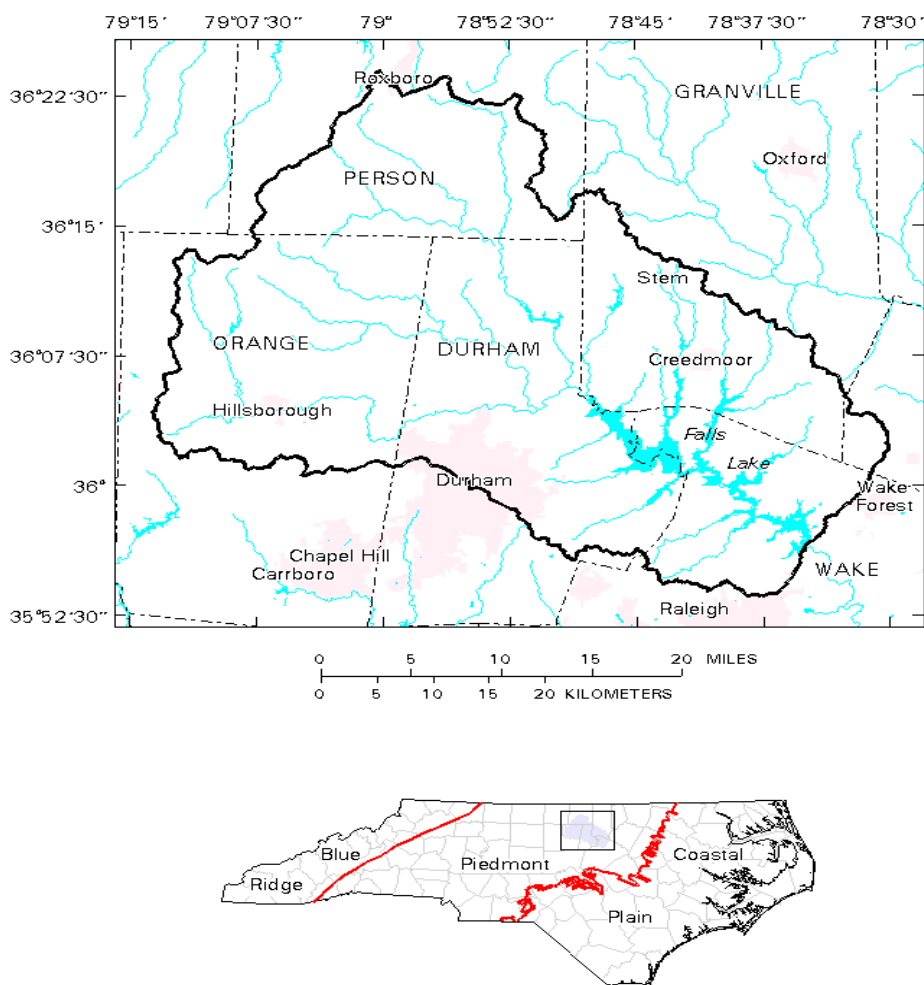 79°15' 79°07'30" 79° 78°52'30" 78°45' 78°37'30" 78°30'
Roxboro
36°22'30"
GRANVILLE
Oxford
PERSON
36°15'
Stem
ORANGE
DURHAM
36°07'30"
Creedmoor
Hillsborough
Falls
Lake
Durham
36°
Wake
Forest
Chapel Hill
Carrboro
WAKE
35°52'30"
Raleigh
0 5 10 15 20 MILES
0 5 10 15 20 KILOMETERS
Blue
Ridge
Piedmont
Coastal
Plain